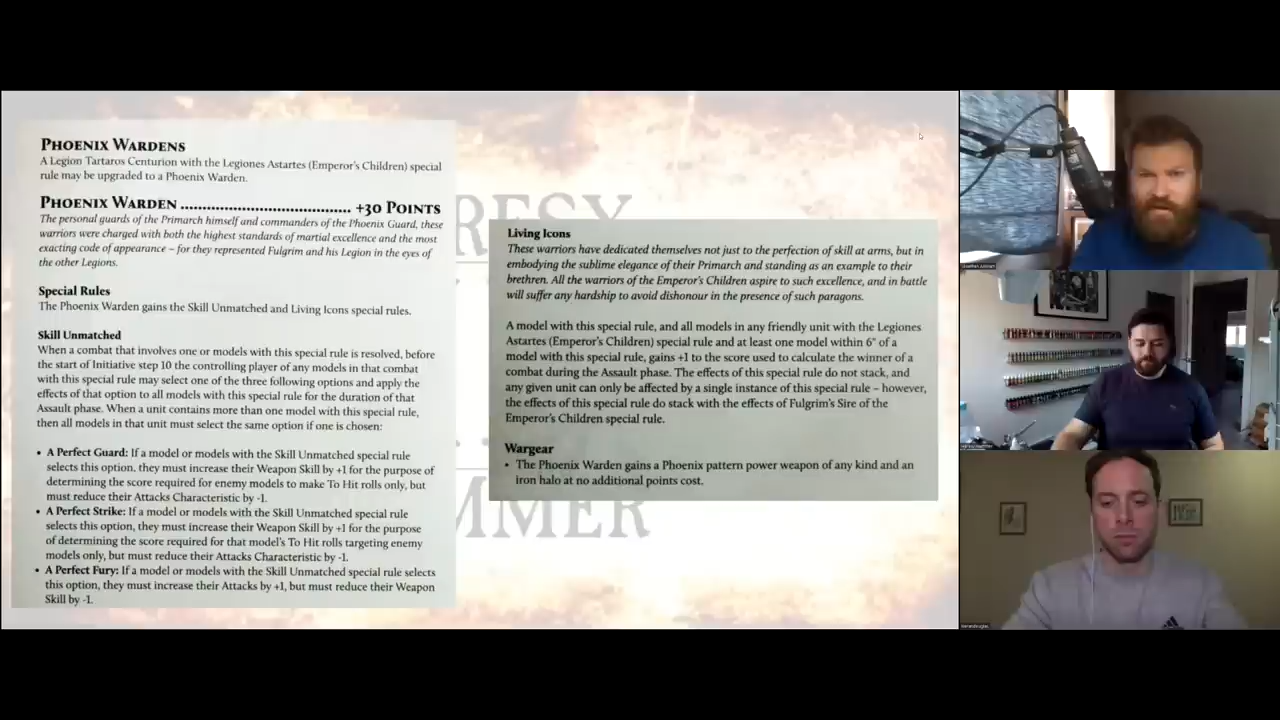 PHOENIX WARDENS
A Legion Tartaros Centurion with the Legiones Astartes (Emperor's Children) special
rule may be upgraded to a Phoenix Warden.
PHOENIX WARDEN .................................... +30 POINTS
The personal guards of the Primarch himself and commanders of the Phoenix Guard, these
warriors were charged with both the highest standards of martial excellence and the most
exacting code of appearance – for they represented Fulgrim and his Legion in the eyes of
the other Legions.
Special Rules
The Phoenix Warden gains the Skill Unmatched and Living Icons special rules.
Skill Unmatched
When a combat that involves one or models with this special rule is resolved, before
the start of Initiative step 10 the controlling player of any models in that combat
with this special rule may select one of the three following options and apply the
effects of that option to all models with this special rule for the duration of that
Assault phase. When a unit contains more than one model with this special rule,
then all models in that unit must select the same option if one is chosen:
• A Perfect Guard: If a model or models with the Skill Unmatched special rule
selects this option, they must increase their Weapon Skill by +1 for the purpose of
determining the score required for enemy models to make To Hit rolls only, but
must reduce their Attacks Characteristic by -1.
• A Perfect Strike: If a model or models with the Skill Unmatched special rule
selects this option, they must increase their Weapon Skill by +1 for the purpose
of determining the score required for that model's To Hit rolls targeting enemy
models only, but must reduce their Attacks Characteristic by -1.
• A Perfect Fury: If a model or models with the Skill Unmatched special rule selects
this option, they must increase their Attacks by +1, but must reduce their Weapon
Skill by -1.
RESY
MMER
Living Icons
These warriors have dedicated themselves not just to the perfection of skill at arms, but in
embodying the sublime elegance of their Primarch and standing as an example to their
brethren. All the warriors of the Emperor's Children aspire to such excellence, and in battle
will suffer any hardship to avoid dishonour in the presence of such paragons.
A model with this special rule, and all models in any friendly unit with the Legiones
Astartes (Emperor's Children) special rule and at least one model within 6" of a
model with this special rule, gains +1 to the score used to calculate the winner of a
combat during the Assault phase. The effects of this special rule do not stack, and
any given unit can only be affected by a single instance of this special rule – however,
the effects of this special rule do stack with the effects of Fulgrim's Sire of the
Emperor's Children special rule.
Wargear
• The Phoenix Warden gains a Phoenix pattern power weapon of any kind and an
iron halo at no additional points cost.